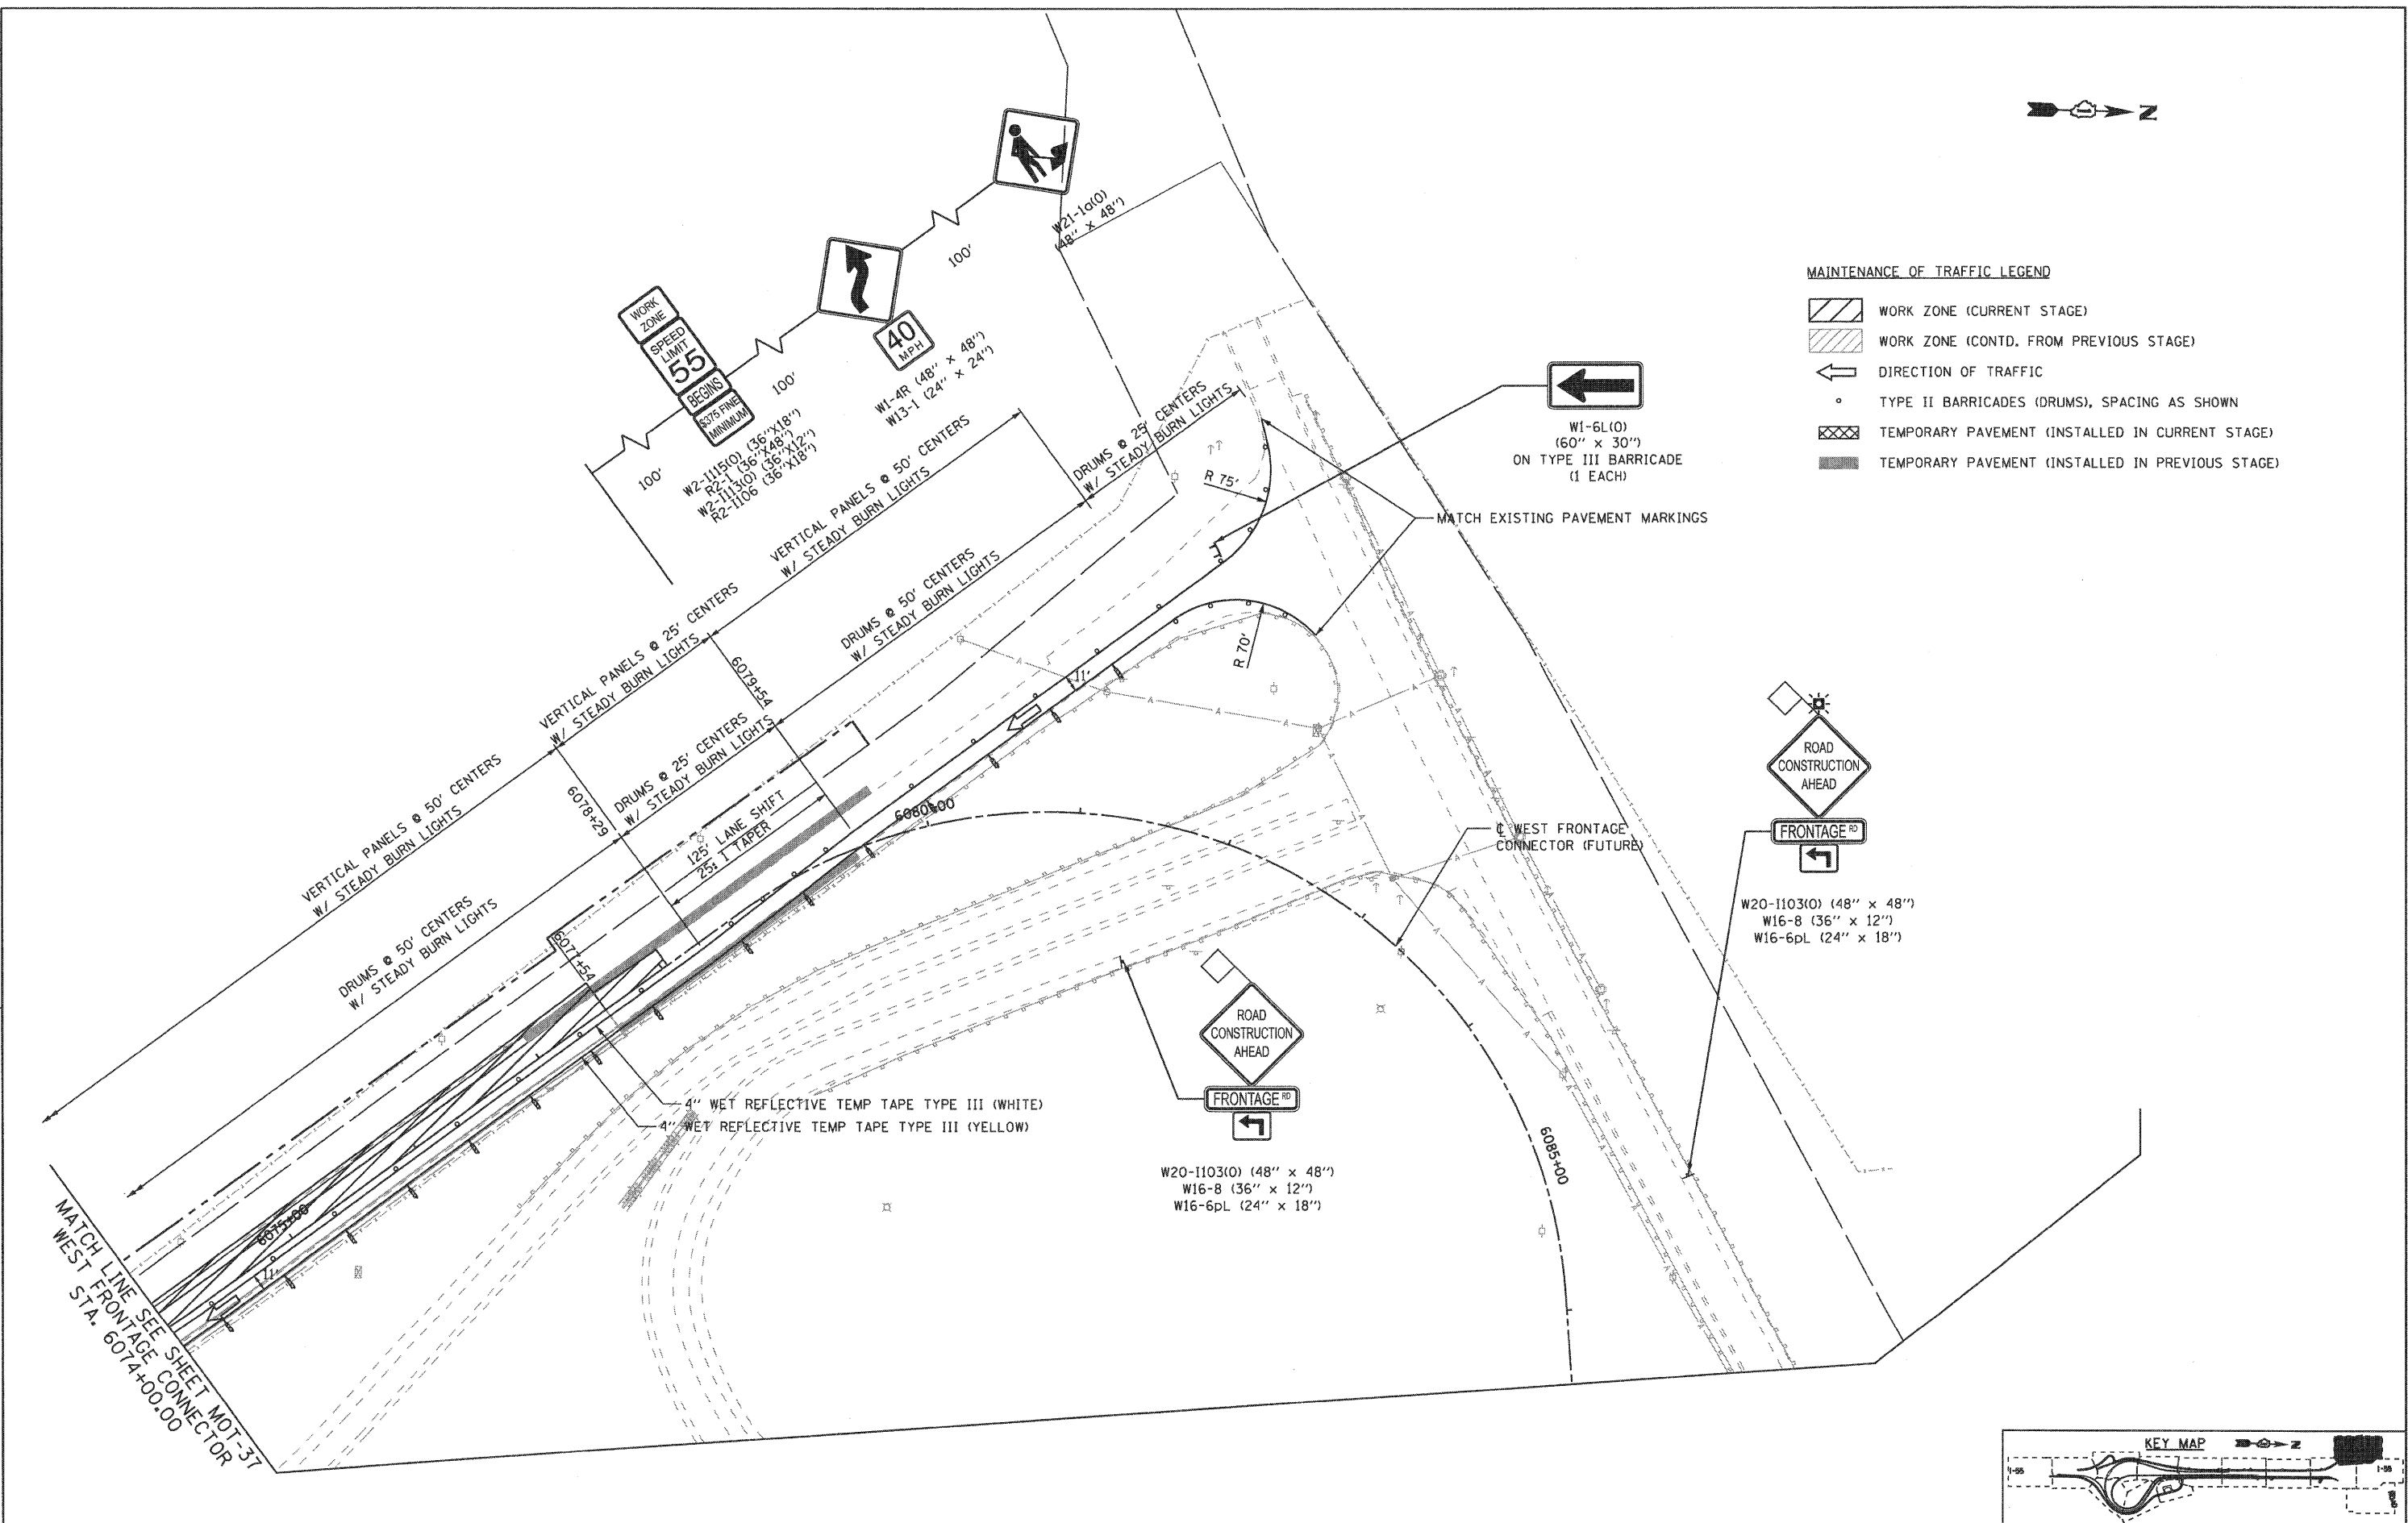 N
W21-1a(O)
(48" x 48")
100'
40
MPH
W1-4R (48" x 48")
W13-1 (24" x 24")
100'
WORK
ZONE
SPEED
LIMIT
55
BEGINS
$375 FINE
MINIMUM
100'
W2-I115(O) (36"X18")
R2-1 (36"X48")
W2-I113(O) (36"X12")
R2-I106 (36"X18")
MAINTENANCE OF TRAFFIC LEGEND
WORK ZONE (CURRENT STAGE)
WORK ZONE (CONTD. FROM PREVIOUS STAGE)
DIRECTION OF TRAFFIC
TYPE II BARRICADES (DRUMS), SPACING AS SHOWN
TEMPORARY PAVEMENT (INSTALLED IN CURRENT STAGE)
TEMPORARY PAVEMENT (INSTALLED IN PREVIOUS STAGE)
W1-6L(O)
(60" x 30")
ON TYPE III BARRICADE
(1 EACH)
MATCH EXISTING PAVEMENT MARKINGS
DRUMS @ 25' CENTERS
W/ STEADY BURN LIGHTS
VERTICAL PANELS @ 50' CENTERS
W/ STEADY BURN LIGHTS
R 75'
DRUMS @ 50' CENTERS
W/ STEADY BURN LIGHTS
VERTICAL PANELS @ 25' CENTERS
W/ STEADY BURN LIGHTS
6079+54
R 70'
11'
DRUMS @ 25' CENTERS
W/ STEADY BURN LIGHTS
VERTICAL PANELS @ 50' CENTERS
W/ STEADY BURN LIGHTS
6078+29
125' LANE SHIFT
25:1 TAPER
6080+00
DRUMS @ 50' CENTERS
W/ STEADY BURN LIGHTS
6077+54
℄ WEST FRONTAGE
CONNECTOR (FUTURE)
ROAD
CONSTRUCTION
AHEAD
FRONTAGE RD
W20-I103(O) (48" x 48")
W16-8 (36" x 12")
W16-6pL (24" x 18")
ROAD
CONSTRUCTION
AHEAD
FRONTAGE RD
W20-I103(O) (48" x 48")
W16-8 (36" x 12")
W16-6pL (24" x 18")
4" WET REFLECTIVE TEMP TAPE TYPE III (WHITE)
4" WET REFLECTIVE TEMP TAPE TYPE III (YELLOW)
6085+00
6075+00
11'
MATCH LINE SEE SHEET MOT-37
WEST FRONTAGE CONNECTOR
STA. 6074+00.00
KEY MAP
N
I-55
I-55